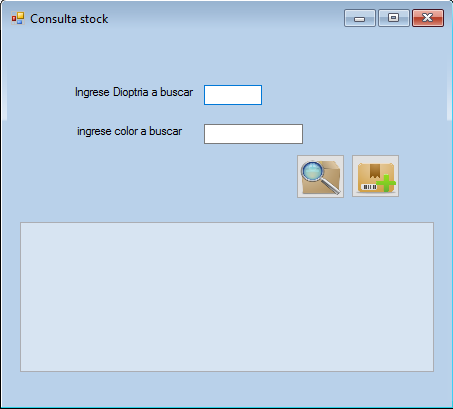 Consulta stock
Ingrese Dioptria a buscar
ingrese color a buscar